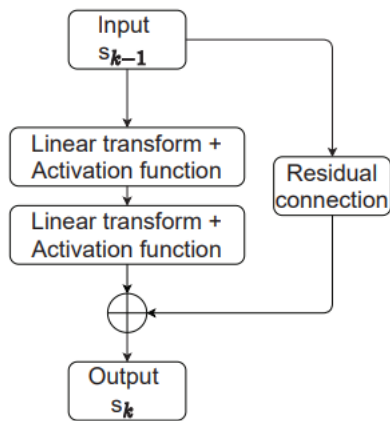 Input
s_{k-1}
Linear transform +
Activation function
Residual
connection
Linear transform +
Activation function
Output
s_k